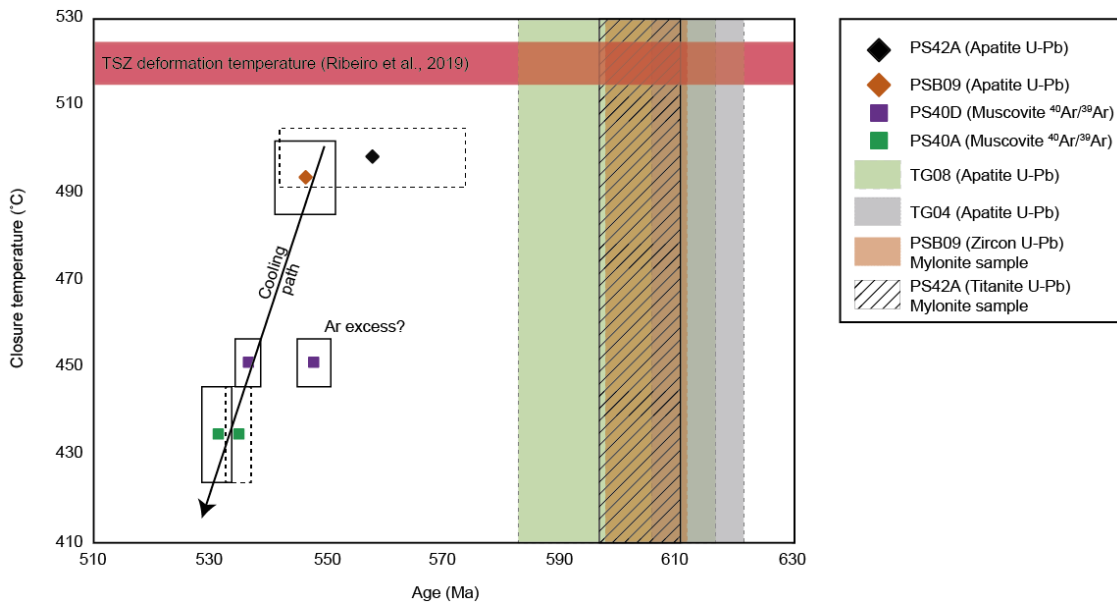 530
510
490
470
450
430
410
Closure temperature (°C)
TSZ deformation temperature (Ribeiro et al., 2019)
Cooling
path
Ar excess?
510
530
550
570
590
610
630
Age (Ma)
PS42A (Apatite U-Pb)
PSB09 (Apatite U-Pb)
PS40D (Muscovite ⁴⁰Ar/³⁹Ar)
PS40A (Muscovite ⁴⁰Ar/³⁹Ar)
TG08 (Apatite U-Pb)
TG04 (Apatite U-Pb)
PSB09 (Zircon U-Pb)
Mylonite sample
PS42A (Titanite U-Pb)
Mylonite sample